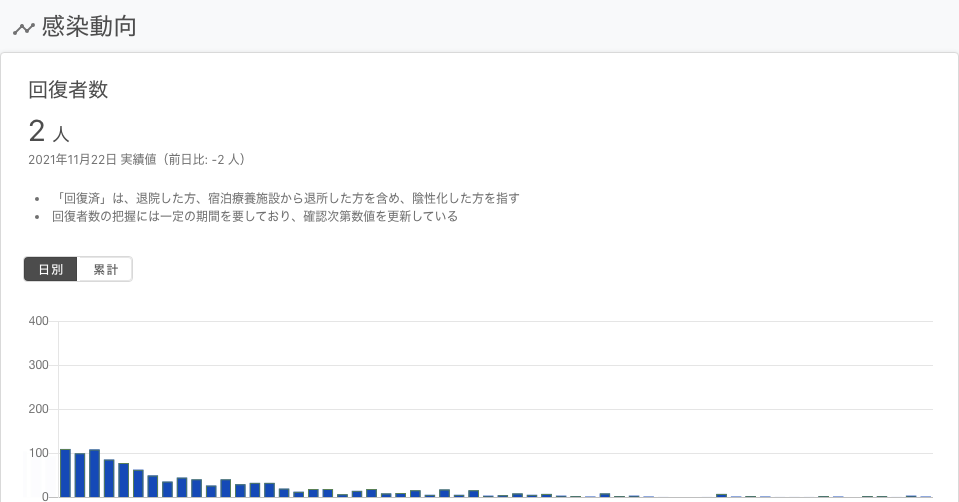 感染動向
回復者数
2 人
2021年11月22日 実績値（前日比: -2 人）
「回復済」は、退院した方、宿泊療養施設から退所した方を含め、陰性化した方を指す
回復者数の把握には一定の期間を要しており、確認次第数値を更新している
日別 累計
400
300
200
100
0